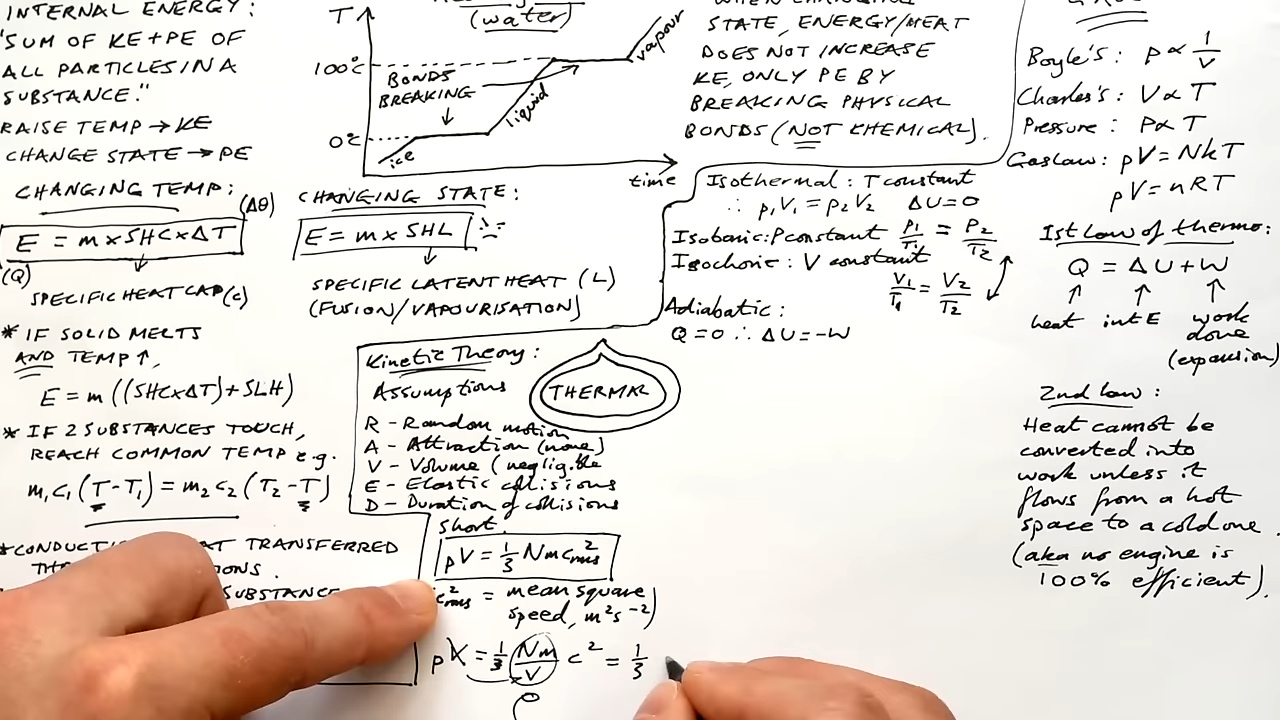 INTERNAL ENERGY:
"SUM OF KE+PE OF
ALL PARTICLES IN A
SUBSTANCE."
RAISE TEMP → KE
CHANGE STATE → PE
CHANGING TEMP:
(Δθ)
E = m×SHC×ΔT
(Q)
SPECIFIC HEAT CAP (c)
* IF SOLID MELTS
AND TEMP↑,
E = m ((SHC×ΔT)+SLH)
* IF 2 SUBSTANCES TOUCH,
REACH COMMON TEMP e.g.
m₁c₁(T-T₁) = m₂c₂(T₂-T)
TRANSFERRED
SUBSTANCE
T
(water)
100°C
BONDS
BREAKING
0°C
ice
liquid
vapour
time
CHANGING STATE:
E = m × SHL
SPECIFIC LATENT HEAT (L)
(FUSION/VAPOURISATION)
Kinetic Theory:
Assumptions
R - Random motion
A - Attraction (none)
V - Volume (negligible
E - Elastic collisions
D - Duration of collisions
short.
pV = 1/3 Nmc²rms
c²rms = mean square
speed, m²s⁻²)
pV = 1/3 Nm/V c² = 1/3
ρ
THERMAL
WHEN CHANGING
STATE, ENERGY/HEAT
DOES NOT INCREASE
KE, ONLY PE BY
BREAKING PHYSICAL
BONDS (NOT CHEMICAL).
Isothermal: T constant
∴ p₁V₁ = p₂V₂ ΔU=0
Isobaric: P constant P₁/T₁ = P₂/T₂
Isochoric: V constant
V₁/T₁ = V₂/T₂
Adiabatic:
Q=0 ∴ ΔU=-W
Boyle's: p ∝ 1/V
Charles's: V ∝ T
Pressure: P ∝ T
Gas law: pV = NkT
pV = nRT
1st Law of thermo:
Q = ΔU + W
heat int E work
done
(expansion)
2nd law:
Heat cannot be
converted into
work unless it
flows from a hot
space to a cold one.
(aka no engine is
100% efficient).